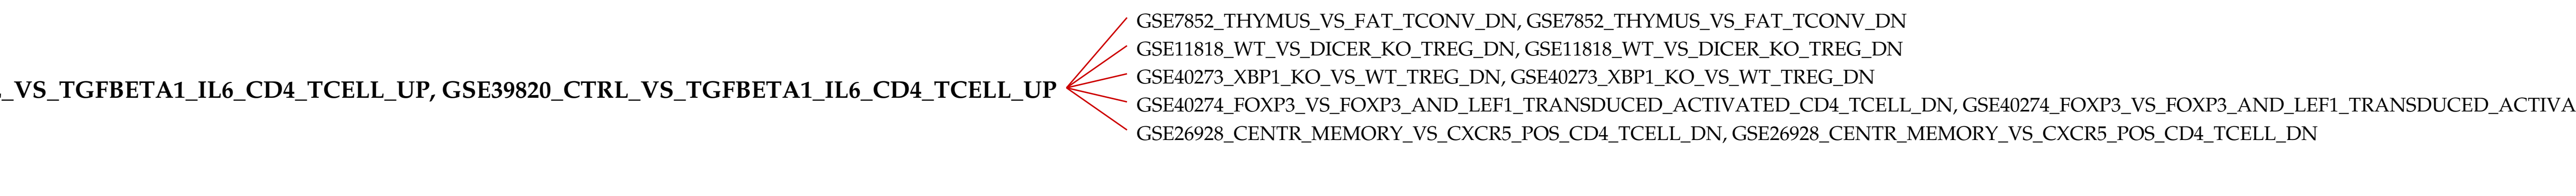 GSE7852_THYMUS_VS_FAT_TCONV_DN, GSE7852_THYMUS_VS_FAT_TCONV_DN
GSE11818_WT_VS_DICER_KO_TREG_DN, GSE11818_WT_VS_DICER_KO_TREG_DN
GSE40273_XBP1_KO_VS_WT_TREG_DN, GSE40273_XBP1_KO_VS_WT_TREG_DN
_VS_TGFBETA1_IL6_CD4_TCELL_UP, GSE39820_CTRL_VS_TGFBETA1_IL6_CD4_TCELL_UP
GSE40274_FOXP3_VS_FOXP3_AND_LEF1_TRANSDUCED_ACTIVATED_CD4_TCELL_DN, GSE40274_FOXP3_VS_FOXP3_AND_LEF1_TRANSDUCED_ACTIVA
GSE26928_CENTR_MEMORY_VS_CXCR5_POS_CD4_TCELL_DN, GSE26928_CENTR_MEMORY_VS_CXCR5_POS_CD4_TCELL_DN